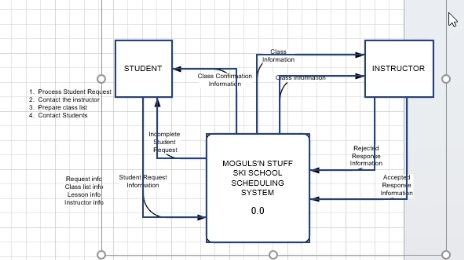 STUDENT
INSTRUCTOR
Class
Information
Class Confirmation
Information
Class Information
1. Process Student Request
2. Contact the instructor
3. Prepare class list
4. Contact Students
Incomplete
Student
Request
MOGULS'N STUFF
SKI SCHOOL
SCHEDULING
SYSTEM
0.0
Rejected
Response
Information
Request info
Class list info
Lesson info
Instructor info
Student Request
Information
Accepted
Response
Information